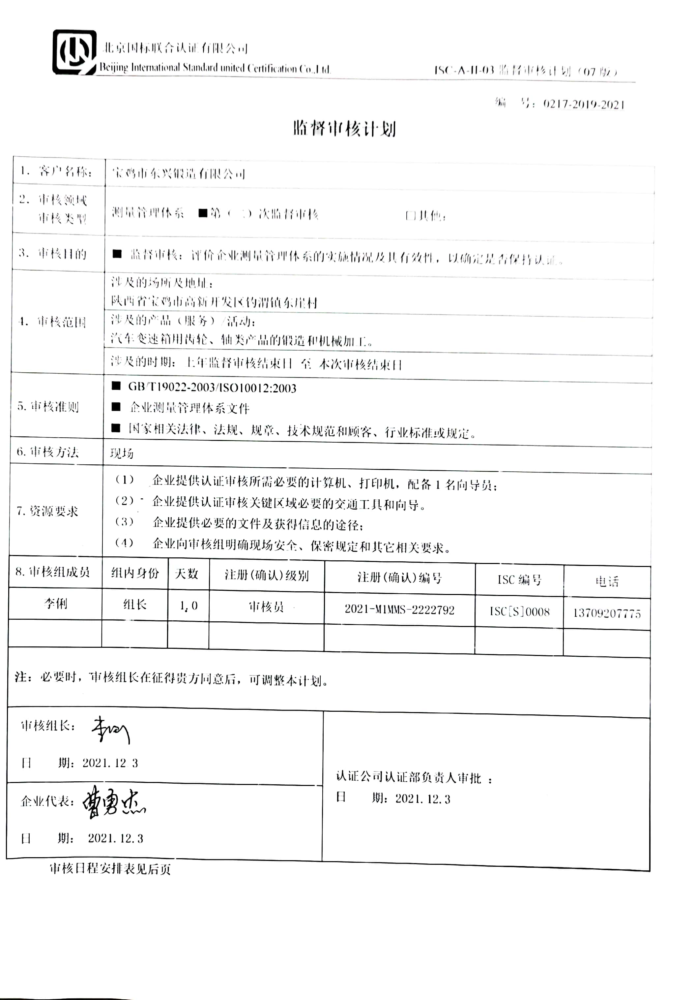 北京国标联合认证有限公司
Beijing International Standard united Certification Co.,Ltd.
ISC-A-II-03 监督审核计划（07 版）
编 号：0217-2019-2021
监督审核计划
1. 客户名称： 宝鸡市东兴锻造有限公司
2. 审核领域
审核类型
测量管理体系 ■第（二）次监督审核 □其他：
3. 审核目的 ■ 监督审核：评价企业测量管理体系的实施情况及其有效性，以确定是否保持认证。
4. 审核范围
涉及的场所及地址：
陕西省宝鸡市高新开发区钓渭镇东崖村
涉及的产品（服务）/活动：
汽车变速箱用齿轮、轴类产品的锻造和机械加工。
涉及的时期：上年监督审核结束日 至 本次审核结束日
5. 审核准则
■ GB/T19022-2003/ISO10012:2003
■ 企业测量管理体系文件
■ 国家相关法律、法规、规章、技术规范和顾客、行业标准或规定。
6. 审核方法 现场
7. 资源要求
（1） 企业提供认证审核所需必要的计算机、打印机，配备 1 名向导员；
（2） 企业提供认证审核关键区域必要的交通工具和向导。
（3） 企业提供必要的文件及获得信息的途径；
（4） 企业向审核组明确现场安全、保密规定和其它相关要求。
8. 审核组成员 组内身份 天数 注册(确认)级别 注册(确认)编号 ISC 编号 电话
李俐 组长 1.0 审核员 2021-M1MMS-2222792 ISC[S]0008 13709207775
注：必要时，审核组长在征得贵方同意后，可调整本计划。
审核组长： 李俐
日 期：2021.12 3
企业代表：曹勇杰
日 期： 2021.12.3
认证公司认证部负责人审批 ：
日 期：2021.12.3
审核日程安排表见后页